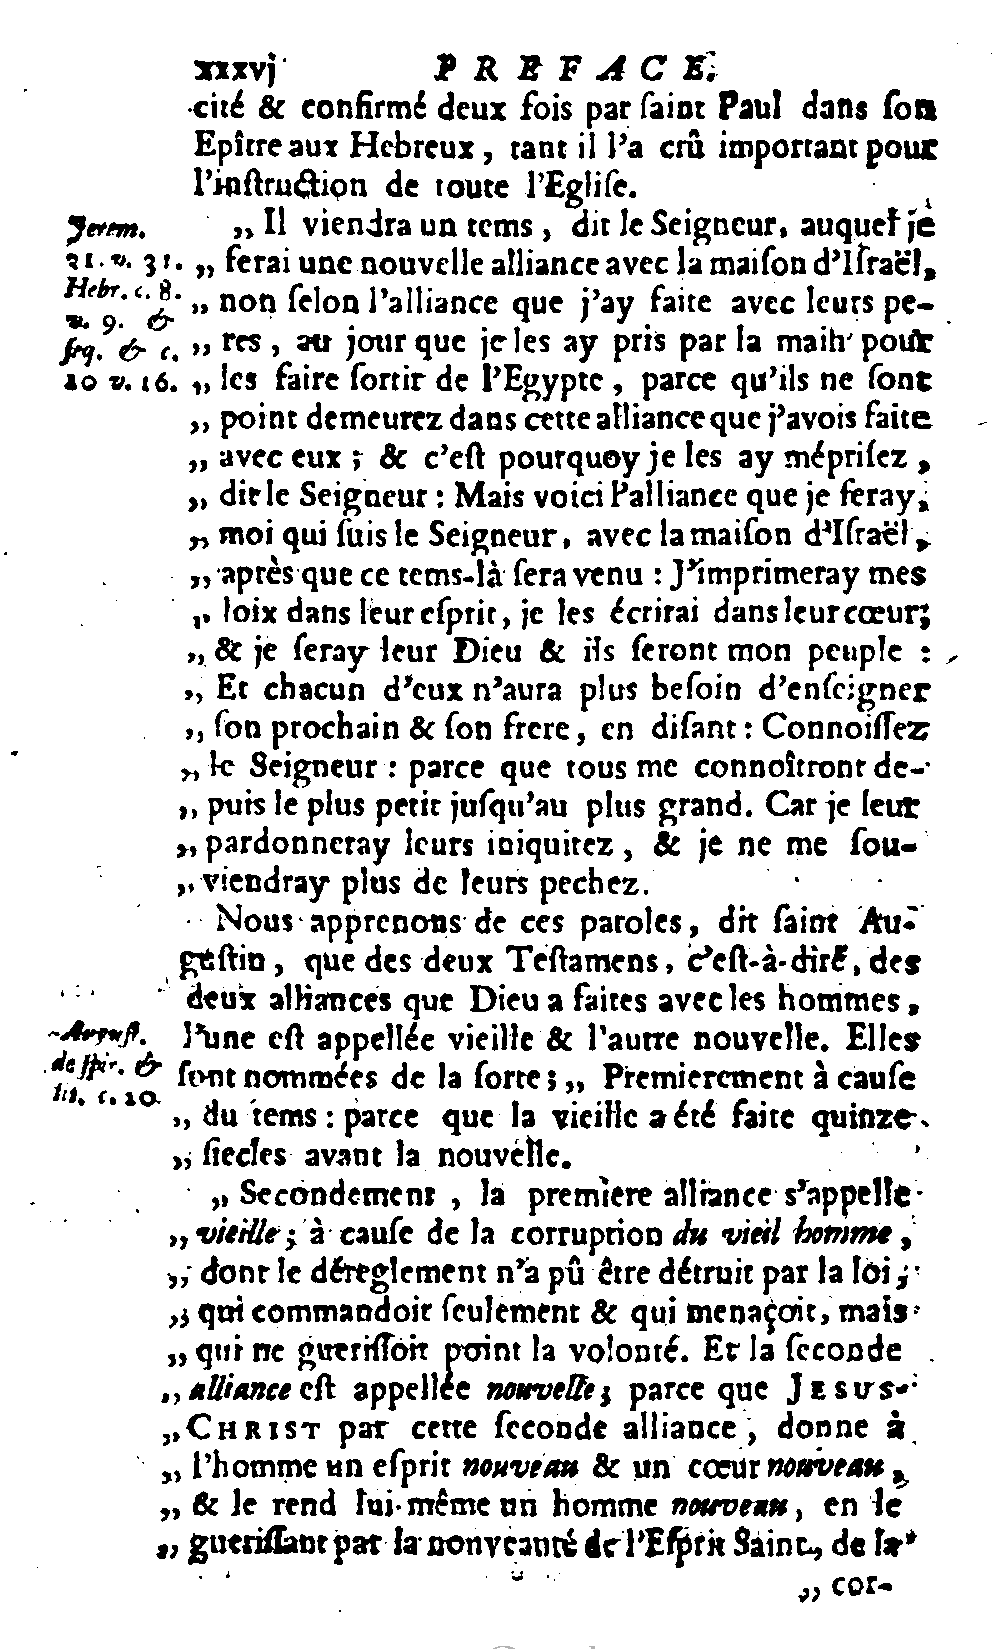 xxxvj PREFACE.
cité & confirmé deux fois par ſaint Paul dans ſon
Epître aux Hebreux, tant il l'a crû important pour
l'inſtruction de toute l'Egliſe.
„ Il viendra un tems, dit le Seigneur, auquel je
Jerem.
31. v. 31.
Hebr. c. 8.
v. 9. &
ſeq. & c.
10 v. 16.
„ ferai une nouvelle alliance avec la maiſon d'Iſraël,
„ non ſelon l'alliance que j'ay faite avec leurs pe-
„ res, au jour que je les ay pris par la main pour
„ les faire ſortir de l'Egypte, parce qu'ils ne ſont
„ point demeurez dans cette alliance que j'avois faite
„ avec eux; & c'eſt pourquoy je les ay mépriſez,
„ dit le Seigneur: Mais voici l'alliance que je feray,
„ moi qui ſuis le Seigneur, avec la maiſon d'Iſraël,
„ après que ce tems-là ſera venu: J'imprimeray mes
„ loix dans leur eſprit, je les écrirai dans leur cœur;
„ & je ſeray leur Dieu & ils ſeront mon peuple:
„ Et chacun d'eux n'aura plus beſoin d'enſeigner
„ ſon prochain & ſon frere, en diſant: Connoiſſez
„ le Seigneur: parce que tous me connoîtront de-
„ puis le plus petit juſqu'au plus grand. Car je leur
„ pardonneray leurs iniquitez, & je ne me ſou-
„ viendray plus de leurs pechez.
Nous apprenons de ces paroles, dit ſaint Au-
guſtin, que des deux Teſtamens, c'eſt-à-dire, des
deux alliances que Dieu a faites avec les hommes,
l'une eſt appellée vieille & l'autre nouvelle. Elles
Auguſt.
de ſpir. &
lit. c. 20.
ſont nommées de la ſorte; „ Premierement à cauſe
„ du tems: parce que la vieille a été faite quinze
„ ſiecles avant la nouvelle.
„ Secondement, la premiere alliance s'appelle
„ vieille; à cauſe de la corruption du vieil homme,
„ dont le déreglement n'a pû être détruit par la loi,
„ qui commandoit ſeulement & qui menaçoit, mais
„ qui ne gueriſſoit point la volonté. Et la ſeconde
„ alliance eſt appellée nouvelle; parce que JESUS-
„ CHRIST par cette ſeconde alliance, donne à
„ l'homme un eſprit nouveau & un cœur nouveau,
„ & le rend lui-même un homme nouveau, en le
„ gueriſſant par la nouveauté de l'Eſprit Saint, de la
„ cor-